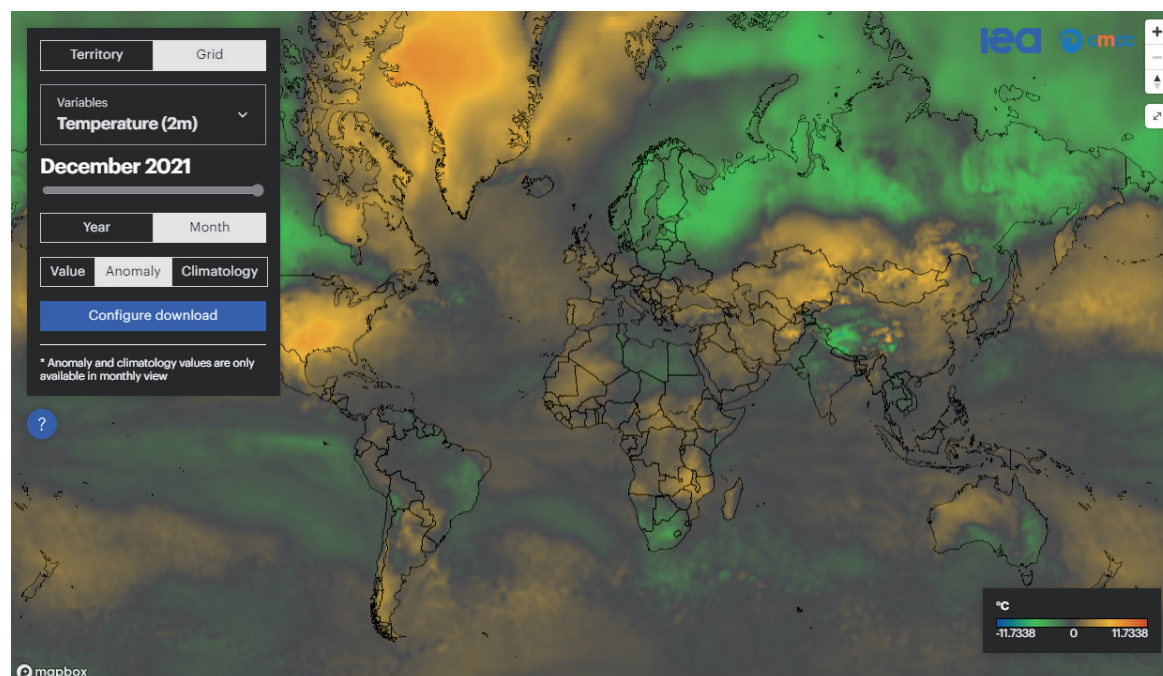 Territory Grid
Variables
Temperature (2m)
December 2021
Year Month
Value Anomaly Climatology
Configure download
* Anomaly and climatology values are only
available in monthly view
?
iea cmcc
+
−
°C
-11.7338 0 11.7338
mapbox